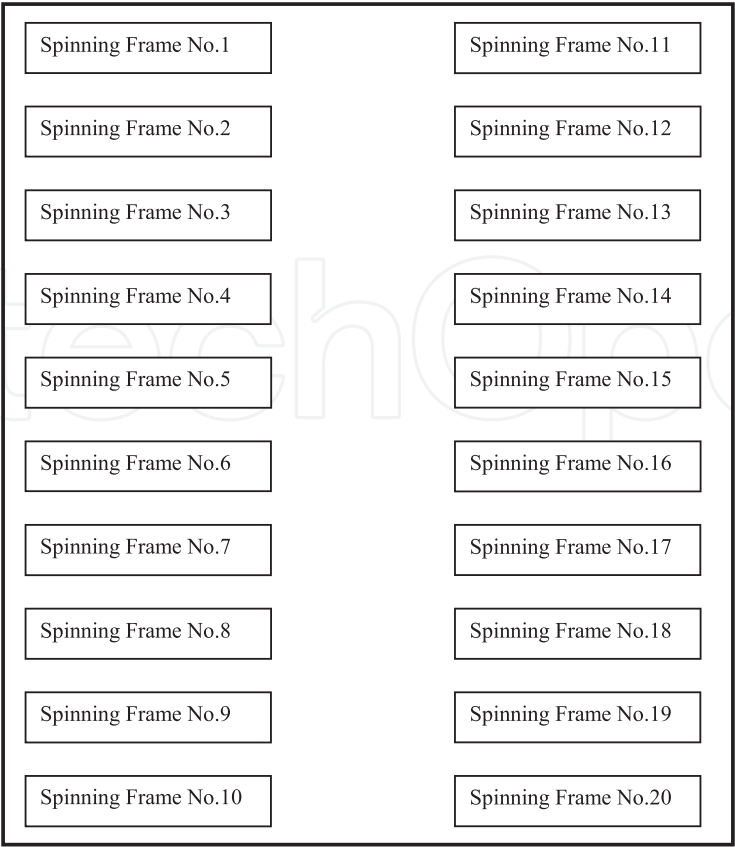 Spinning Frame No.1
Spinning Frame No.2
Spinning Frame No.3
Spinning Frame No.4
Spinning Frame No.5
Spinning Frame No.6
Spinning Frame No.7
Spinning Frame No.8
Spinning Frame No.9
Spinning Frame No.10
Spinning Frame No.11
Spinning Frame No.12
Spinning Frame No.13
Spinning Frame No.14
Spinning Frame No.15
Spinning Frame No.16
Spinning Frame No.17
Spinning Frame No.18
Spinning Frame No.19
Spinning Frame No.20